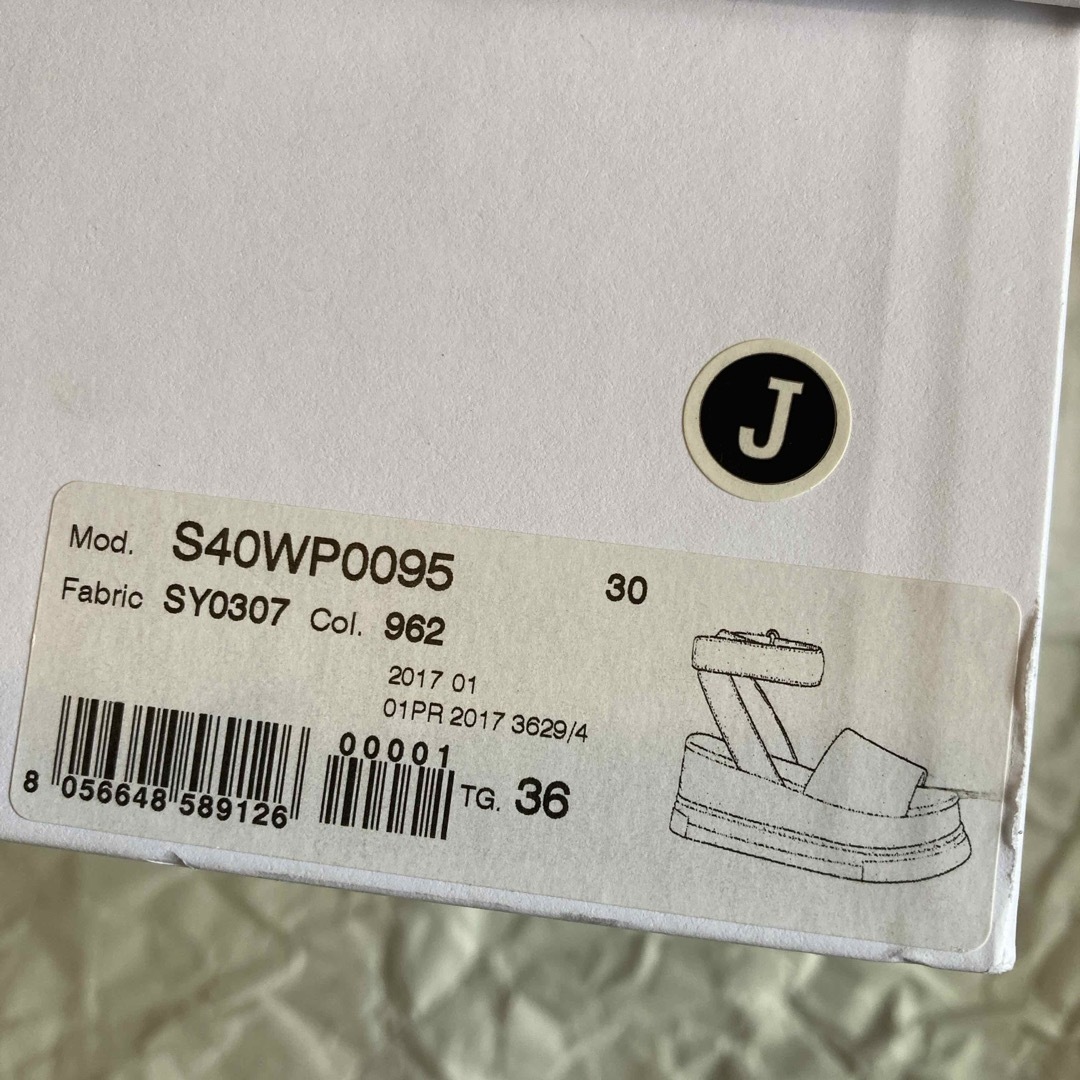 J
Mod. S40WP0095 30
Fabric SY0307 Col. 962
2017 01
01PR 2017 3629/4
00001
8 056648 589126
TG. 36